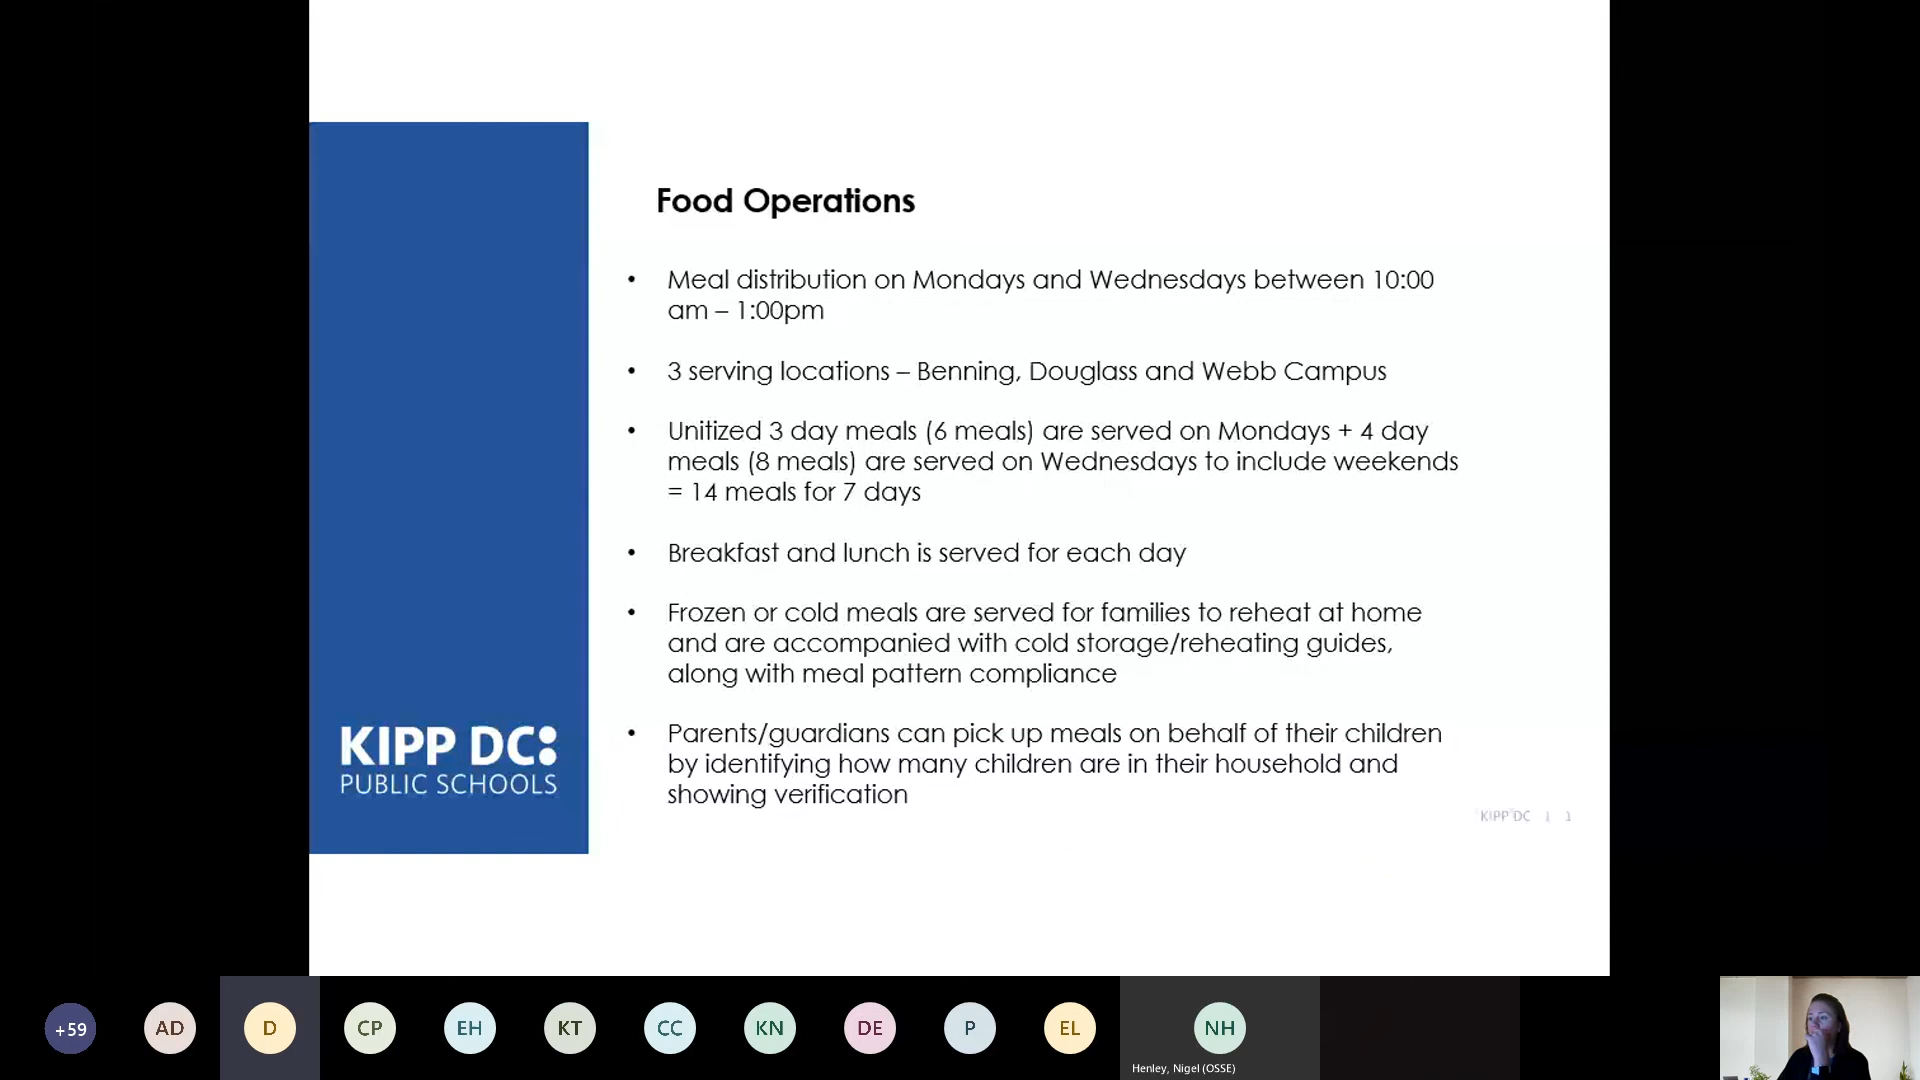 Food Operations
• Meal distribution on Mondays and Wednesdays between 10:00
am – 1:00pm
• 3 serving locations – Benning, Douglass and Webb Campus
• Unitized 3 day meals (6 meals) are served on Mondays + 4 day
meals (8 meals) are served on Wednesdays to include weekends
= 14 meals for 7 days
• Breakfast and lunch is served for each day
• Frozen or cold meals are served for families to reheat at home
and are accompanied with cold storage/reheating guides,
along with meal pattern compliance
• Parents/guardians can pick up meals on behalf of their children
by identifying how many children are in their household and
showing verification
KIPP DC:
PUBLIC SCHOOLS
KIPP DC
+59 AD D CP EH KT CC KN DE P EL NH
Henley, Nigel (OSSE)